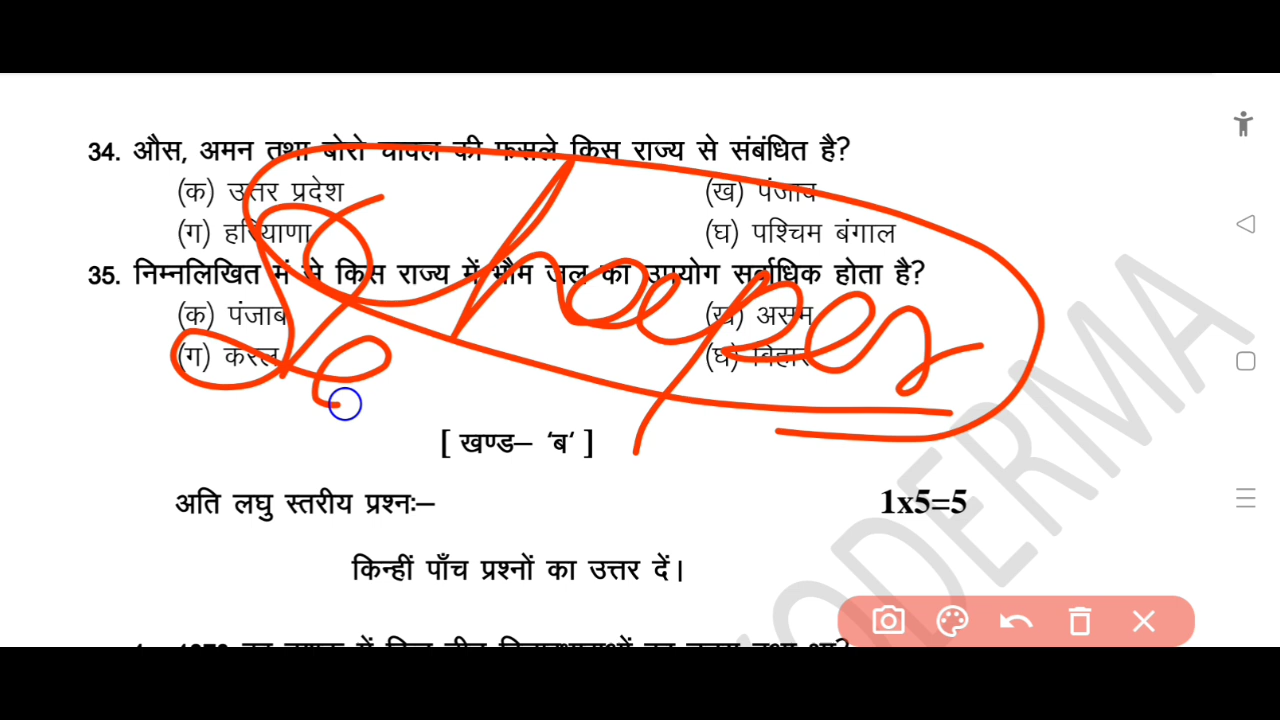 34. औस, अमन तथा बोरो चावल की फसले किस राज्य से संबंधित है?
(क) उत्तर प्रदेश (ख) पंजाब
(ग) हरियाणा (घ) पश्चिम बंगाल
35. निम्नलिखित मं से किस राज्य में भौम जल का उपयोग सर्वाधिक होता है?
(क) पंजाब (ख) असम
(ग) करल (घ) बिहार
[ खण्ड– ‘ब’ ]
अति लघु स्तरीय प्रश्नः– 1x5=5
किन्हीं पाँच प्रश्नों का उत्तर दें।